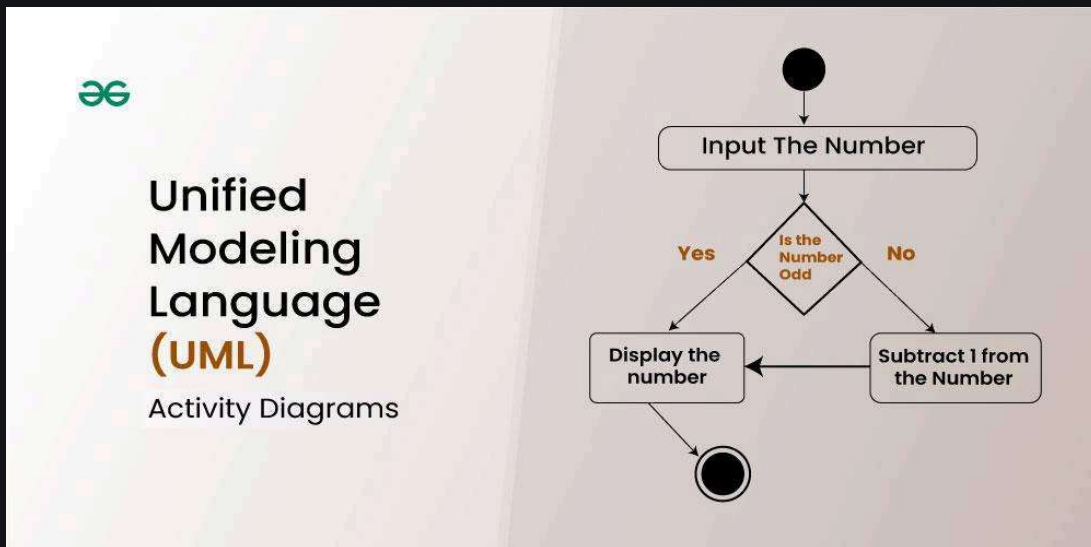 Unified
Modeling
Language
(UML)
Activity Diagrams
Input The Number
Yes
Is the
Number
Odd
No
Display the
number
Subtract 1 from
the Number